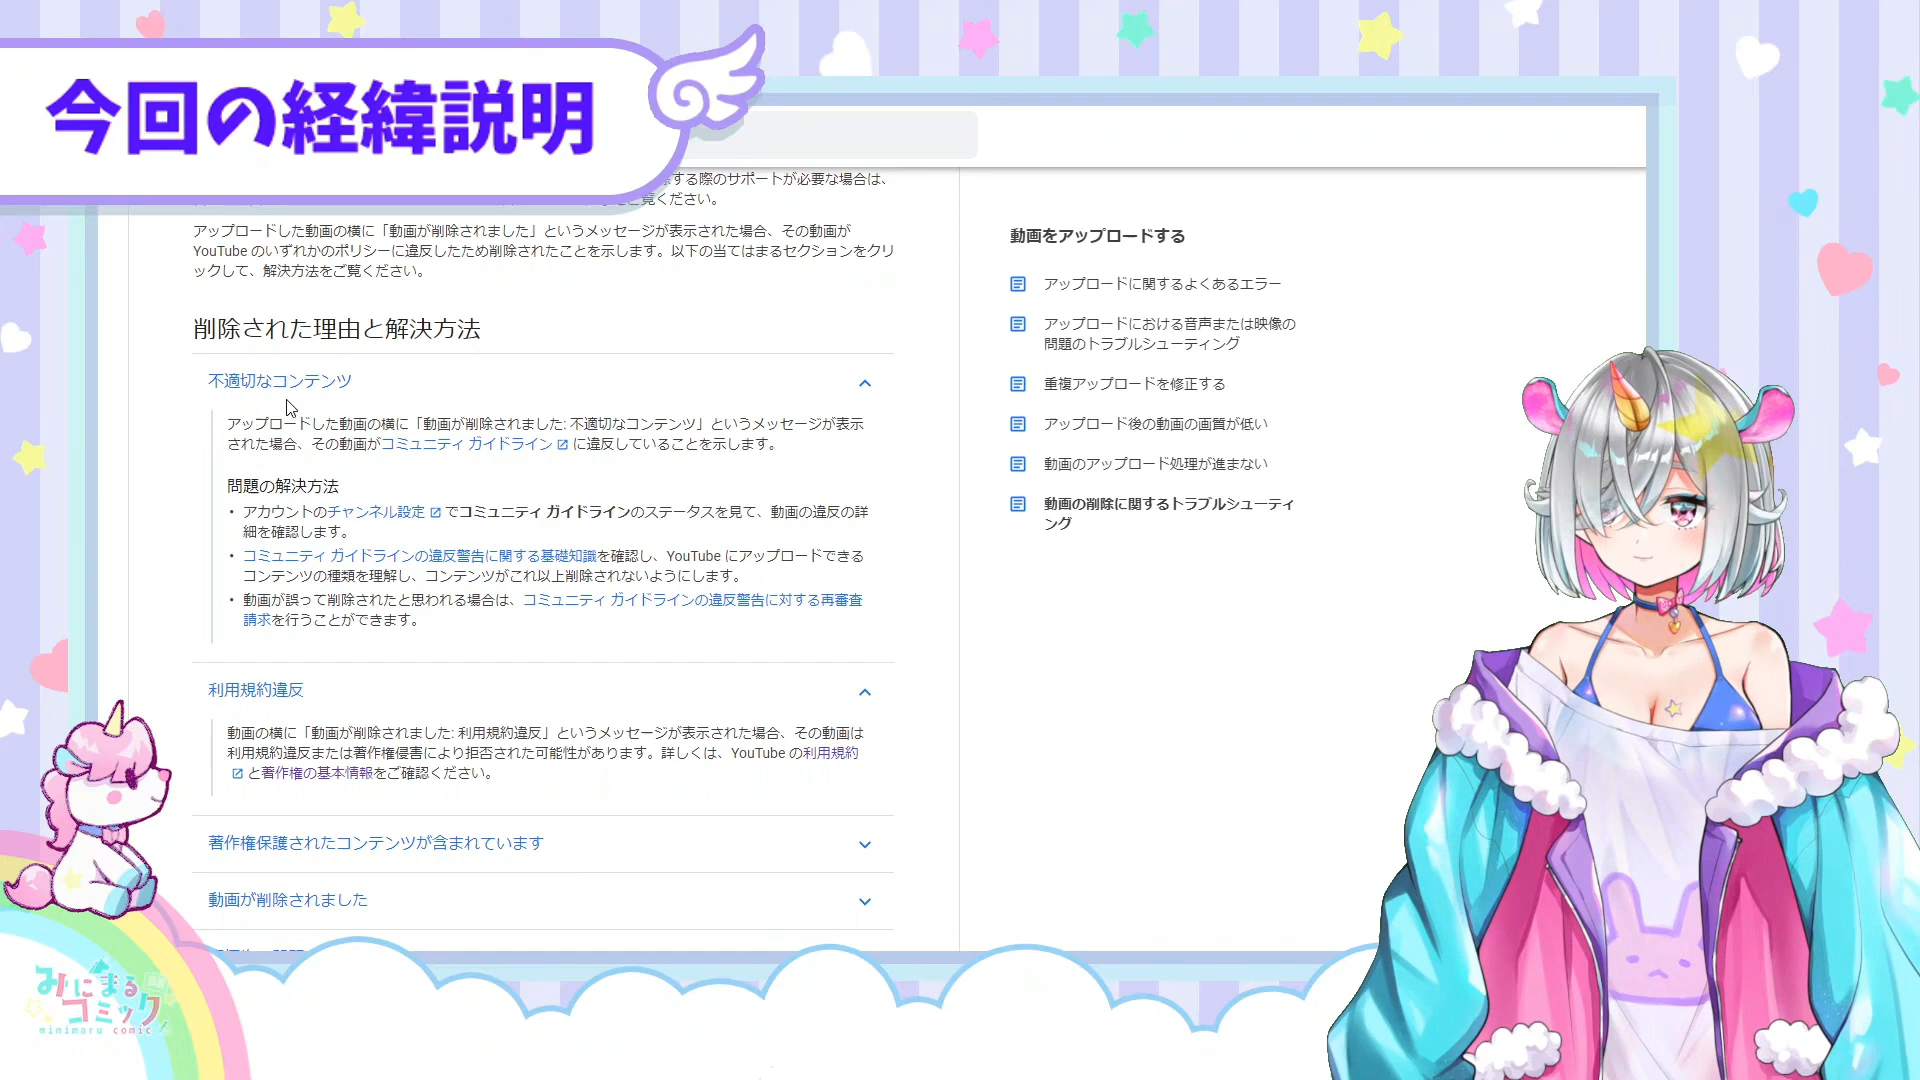 今回の経緯説明
する際のサポートが必要な場合は、
覧ください。
アップロードした動画の横に「動画が削除されました」というメッセージが表示された場合、その動画が
YouTube のいずれかのポリシーに違反したため削除されたことを示します。以下の当てはまるセクションをクリ
ックして、解決方法をご覧ください。
削除された理由と解決方法
不適切なコンテンツ
アップロードした動画の横に「動画が削除されました: 不適切なコンテンツ」というメッセージが表示
された場合、その動画がコミュニティ ガイドライン に違反していることを示します。
問題の解決方法
• アカウントのチャンネル設定 でコミュニティ ガイドラインのステータスを見て、動画の違反の詳
細を確認します。
• コミュニティ ガイドラインの違反警告に関する基礎知識を確認し、YouTube にアップロードできる
コンテンツの種類を理解し、コンテンツがこれ以上削除されないようにします。
• 動画が誤って削除されたと思われる場合は、コミュニティ ガイドラインの違反警告に対する再審査
請求を行うことができます。
利用規約違反
動画の横に「動画が削除されました: 利用規約違反」というメッセージが表示された場合、その動画は
利用規約違反または著作権侵害により拒否された可能性があります。詳しくは、YouTube の利用規約
と著作権の基本情報をご確認ください。
著作権保護されたコンテンツが含まれています
動画が削除されました
動画をアップロードする
アップロードに関するよくあるエラー
アップロードにおける音声または映像の
問題のトラブルシューティング
重複アップロードを修正する
アップロード後の動画の画質が低い
動画のアップロード処理が進まない
動画の削除に関するトラブルシューティ
ング
みにまる
コミック
minimaru comic